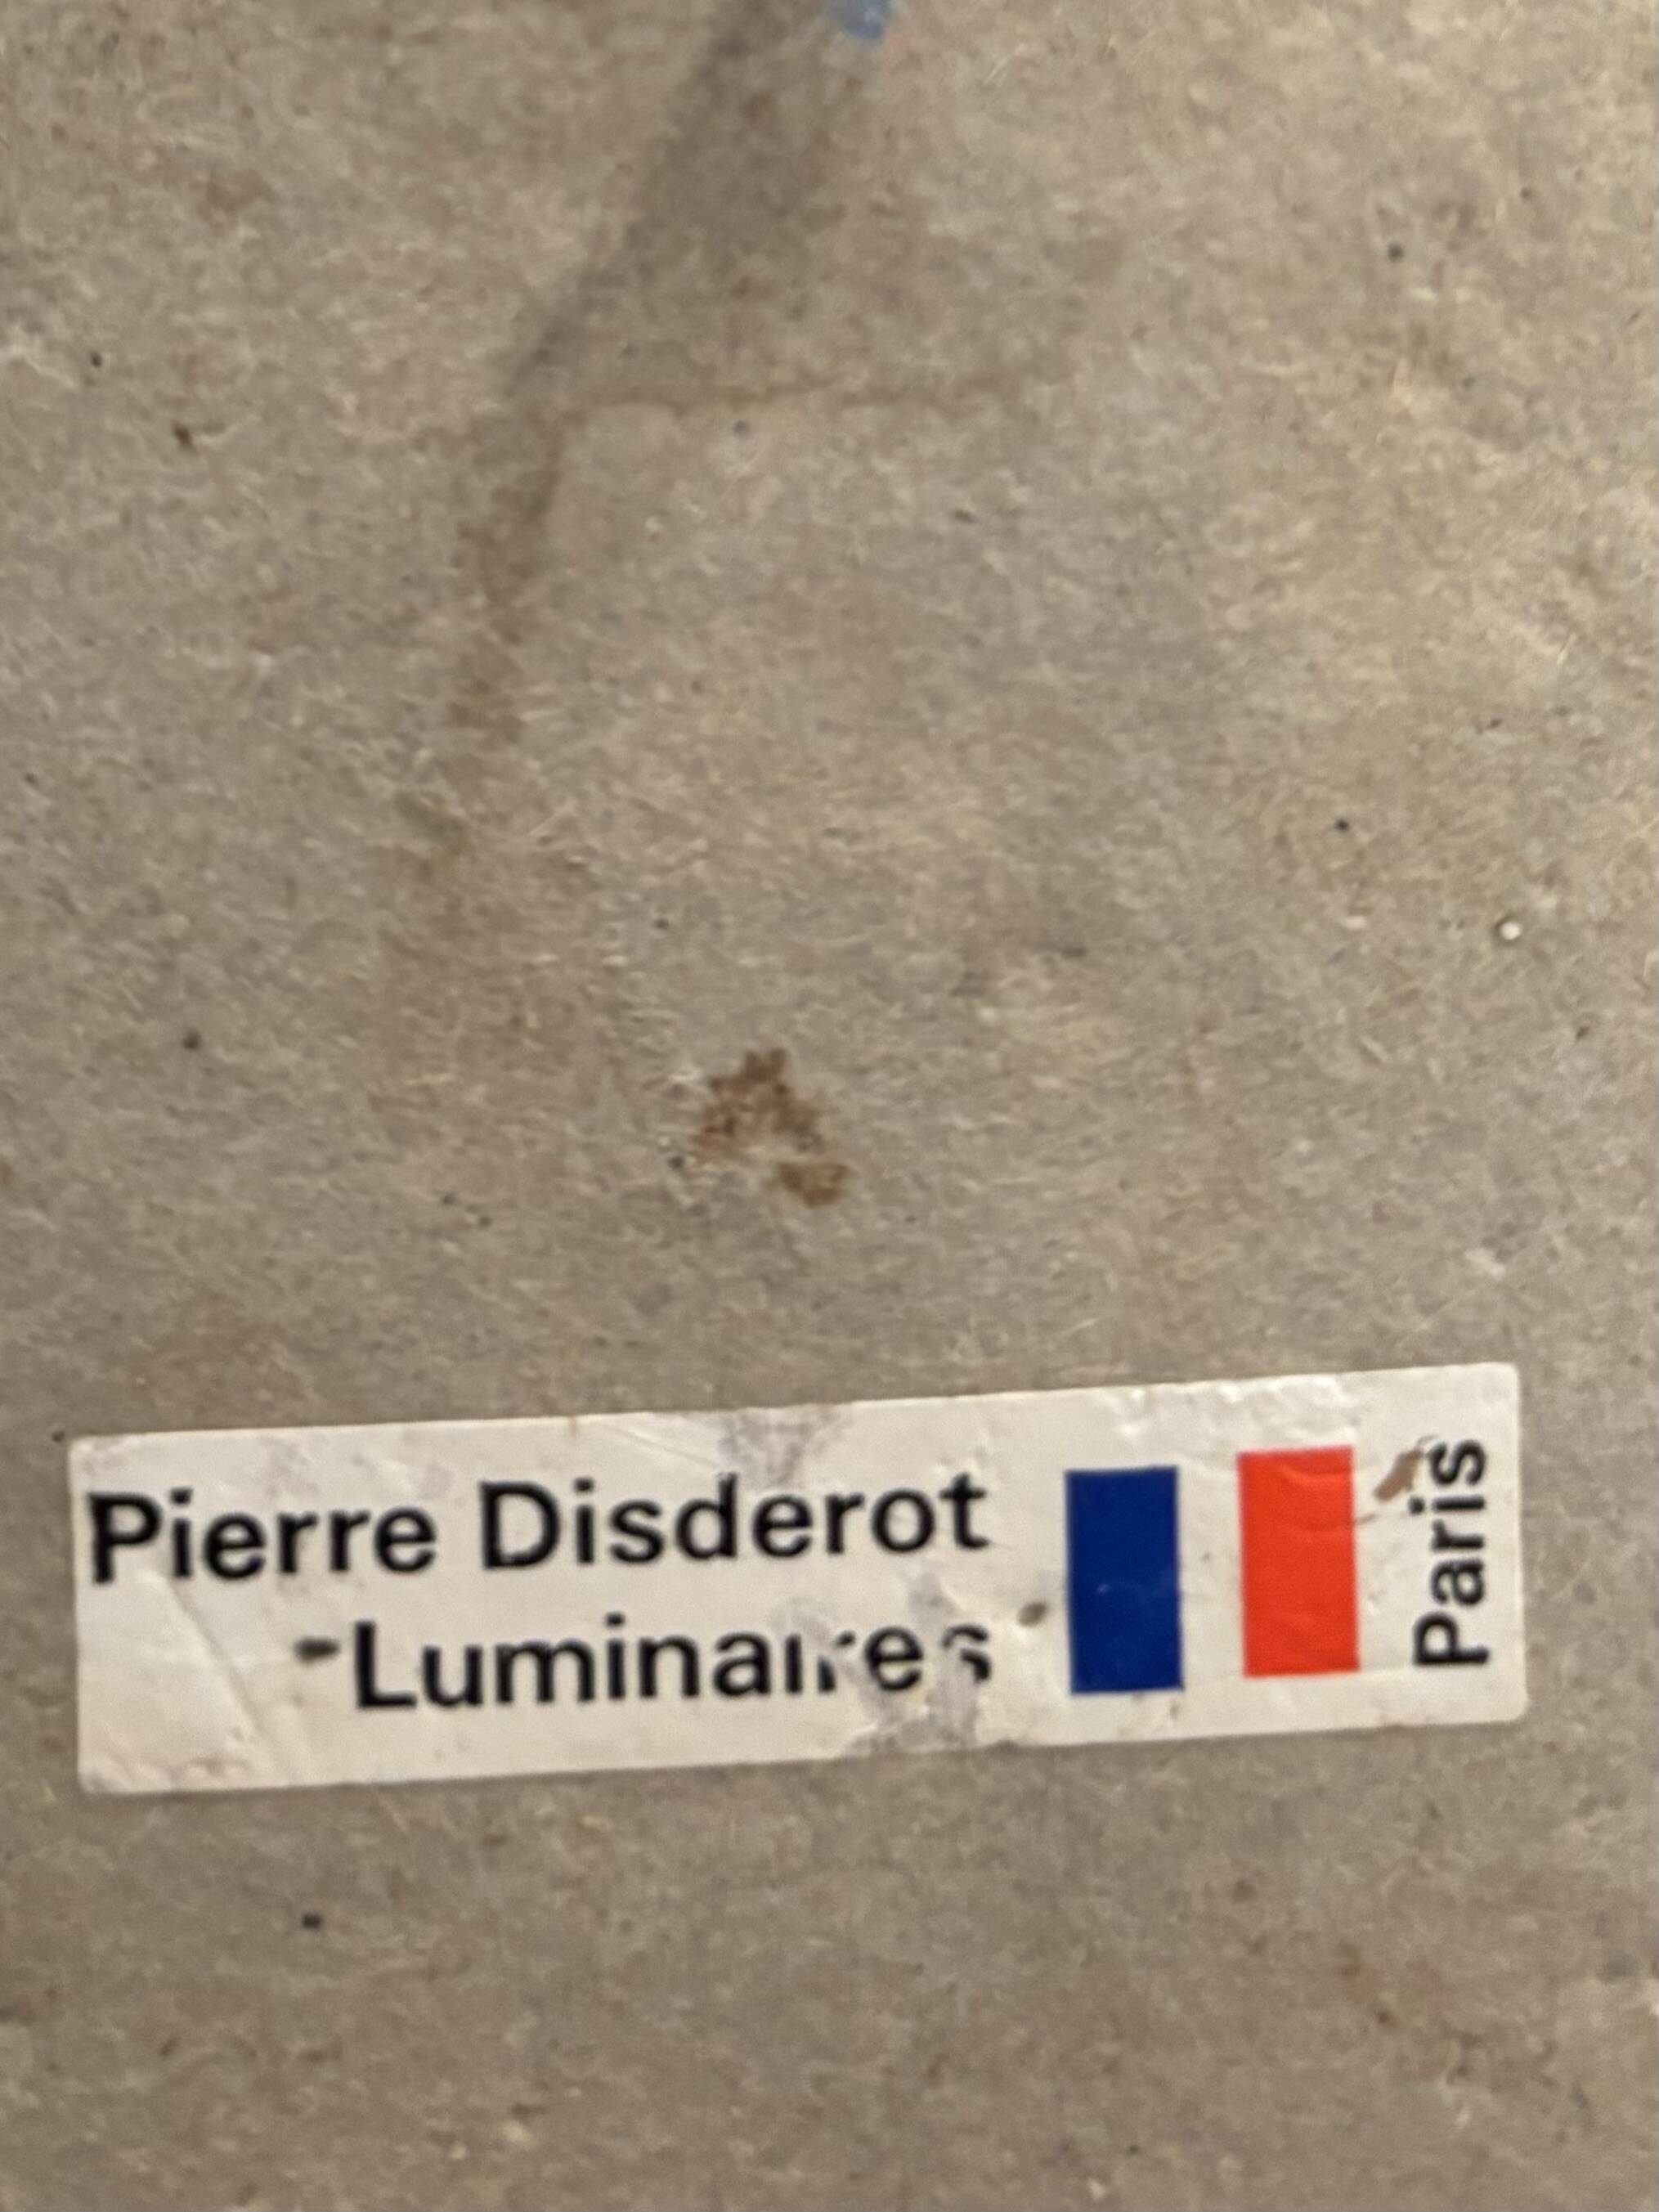 Pierre Disderot
Luminaires
Paris